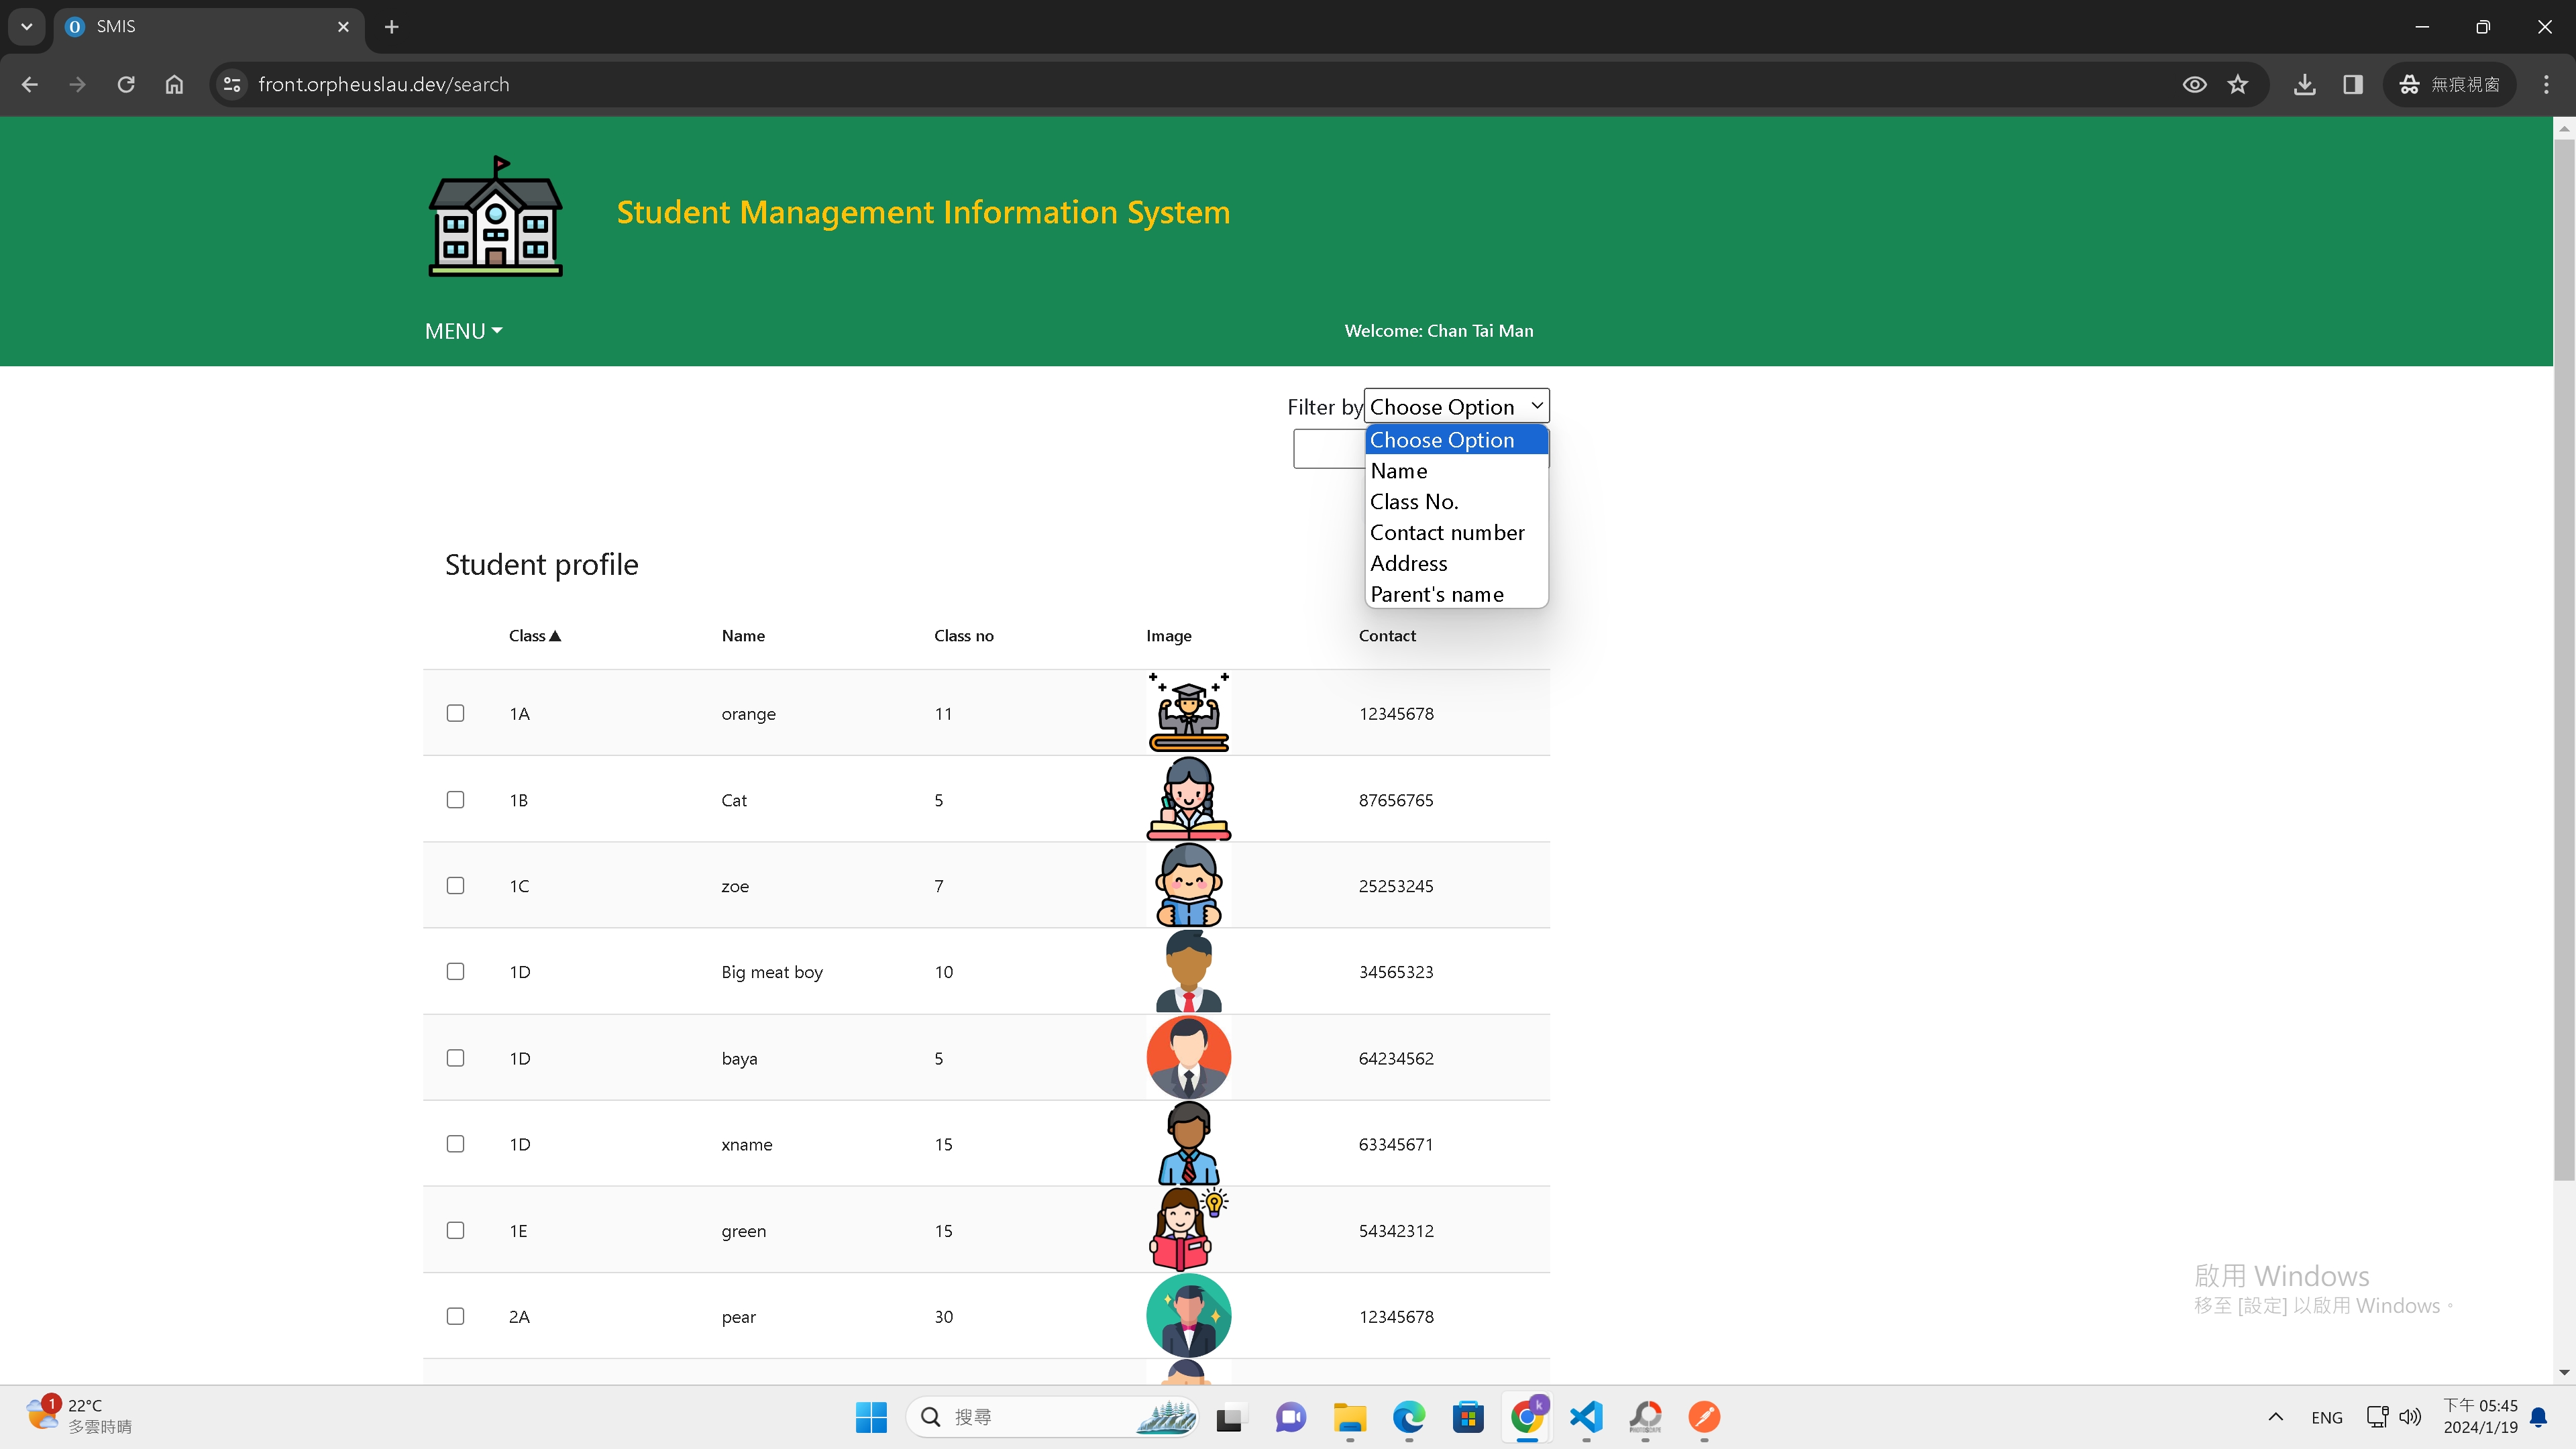 SMIS
front.orpheuslau.dev/search
無痕視窗
Student Management Information System
MENU
Welcome: Chan Tai Man
Filter by Choose Option
Choose Option
Name
Class No.
Contact number
Address
Parent's name
Student profile
Class▲ Name Class no Image Contact
1A orange 11 12345678
1B Cat 5 87656765
1C zoe 7 25253245
1D Big meat boy 10 34565323
1D baya 5 64234562
1D xname 15 63345671
1E green 15 54342312
2A pear 30 12345678
啟用 Windows
移至 [設定] 以啟用 Windows。
1
22°C
多雲時晴
搜尋
k
ENG
下午 05:45
2024/1/19